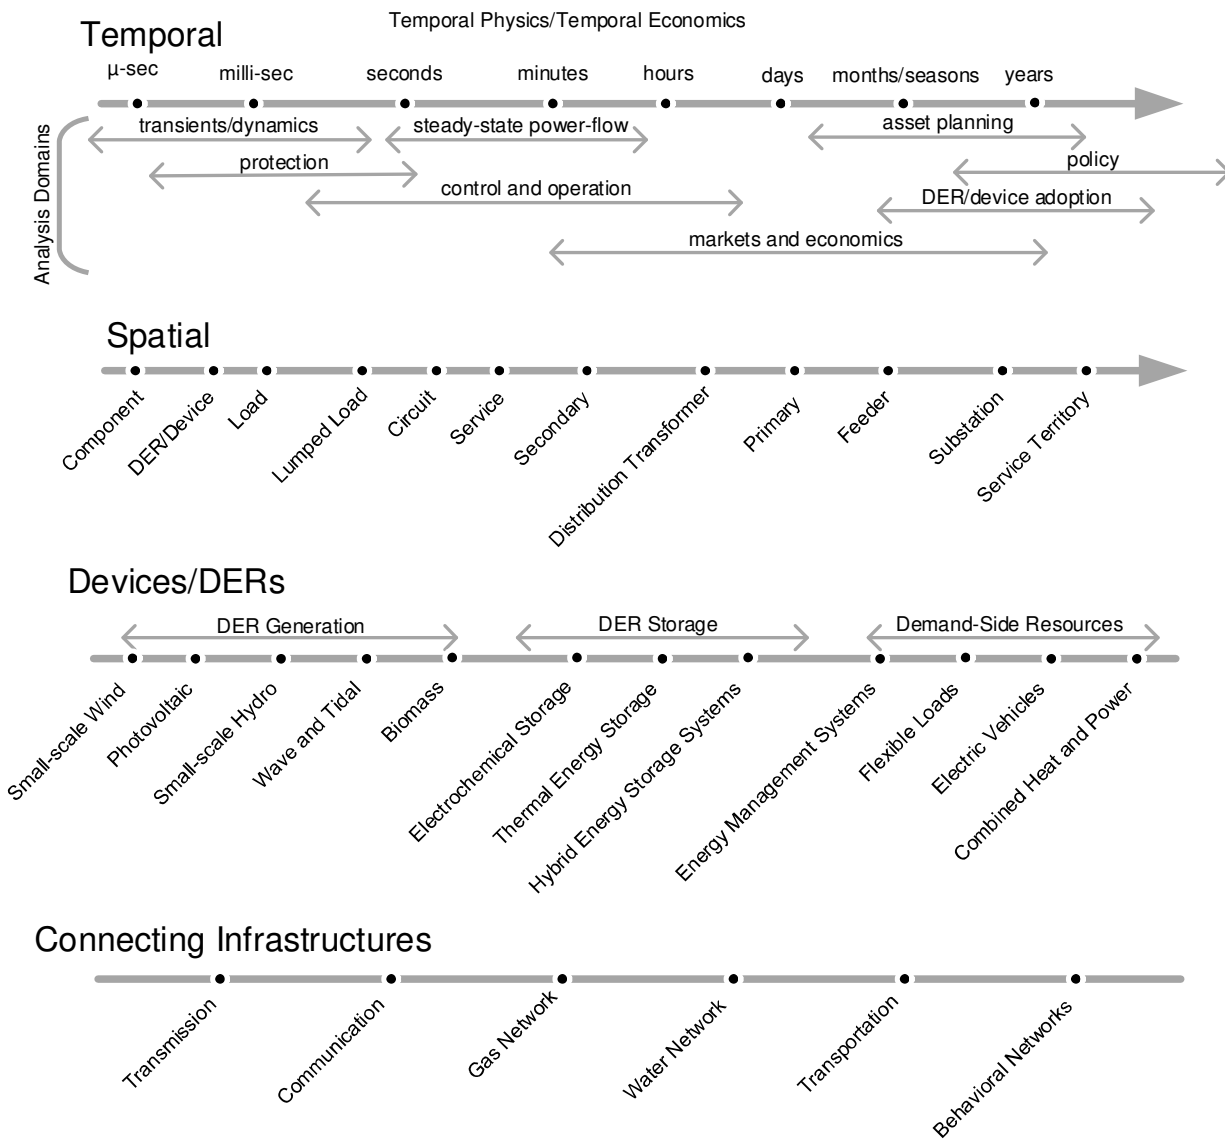 Temporal Physics/Temporal Economics
Temporal
μ-sec
milli-sec
seconds
minutes
hours
days
months/seasons
years
Analysis Domains
transients/dynamics
steady-state power-flow
asset planning
protection
policy
control and operation
DER/device adoption
markets and economics
Spatial
Component
DER/Device
Load
Lumped Load
Circuit
Service
Secondary
Distribution Transformer
Primary
Feeder
Substation
Service Territory
Devices/DERs
DER Generation
DER Storage
Demand-Side Resources
Small-scale Wind
Photovoltaic
Small-scale Hydro
Wave and Tidal
Biomass
Electrochemical Storage
Thermal Energy Storage
Hybrid Energy Storage Systems
Energy Management Systems
Flexible Loads
Electric Vehicles
Combined Heat and Power
Connecting Infrastructures
Transmission
Communication
Gas Network
Water Network
Transportation
Behavioral Networks